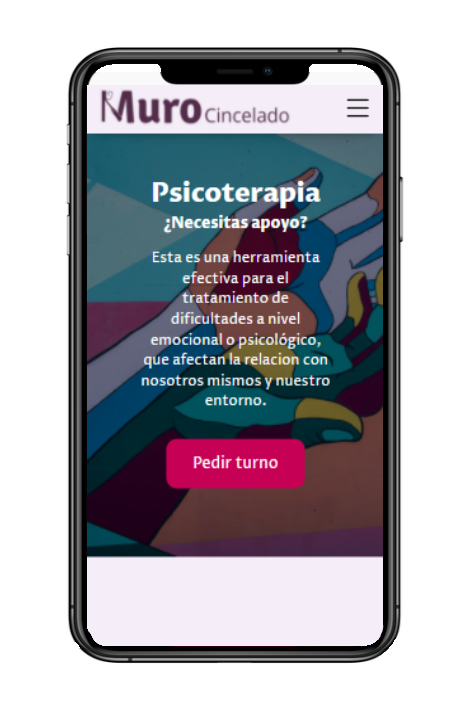 Muro Cincelado
Psicoterapia
¿Necesitas apoyo?
Esta es una herramienta
efectiva para el
tratamiento de
dificultades a nivel
emocional o psicológico,
que afectan la relacion con
nosotros mismos y nuestro
entorno.
Pedir turno